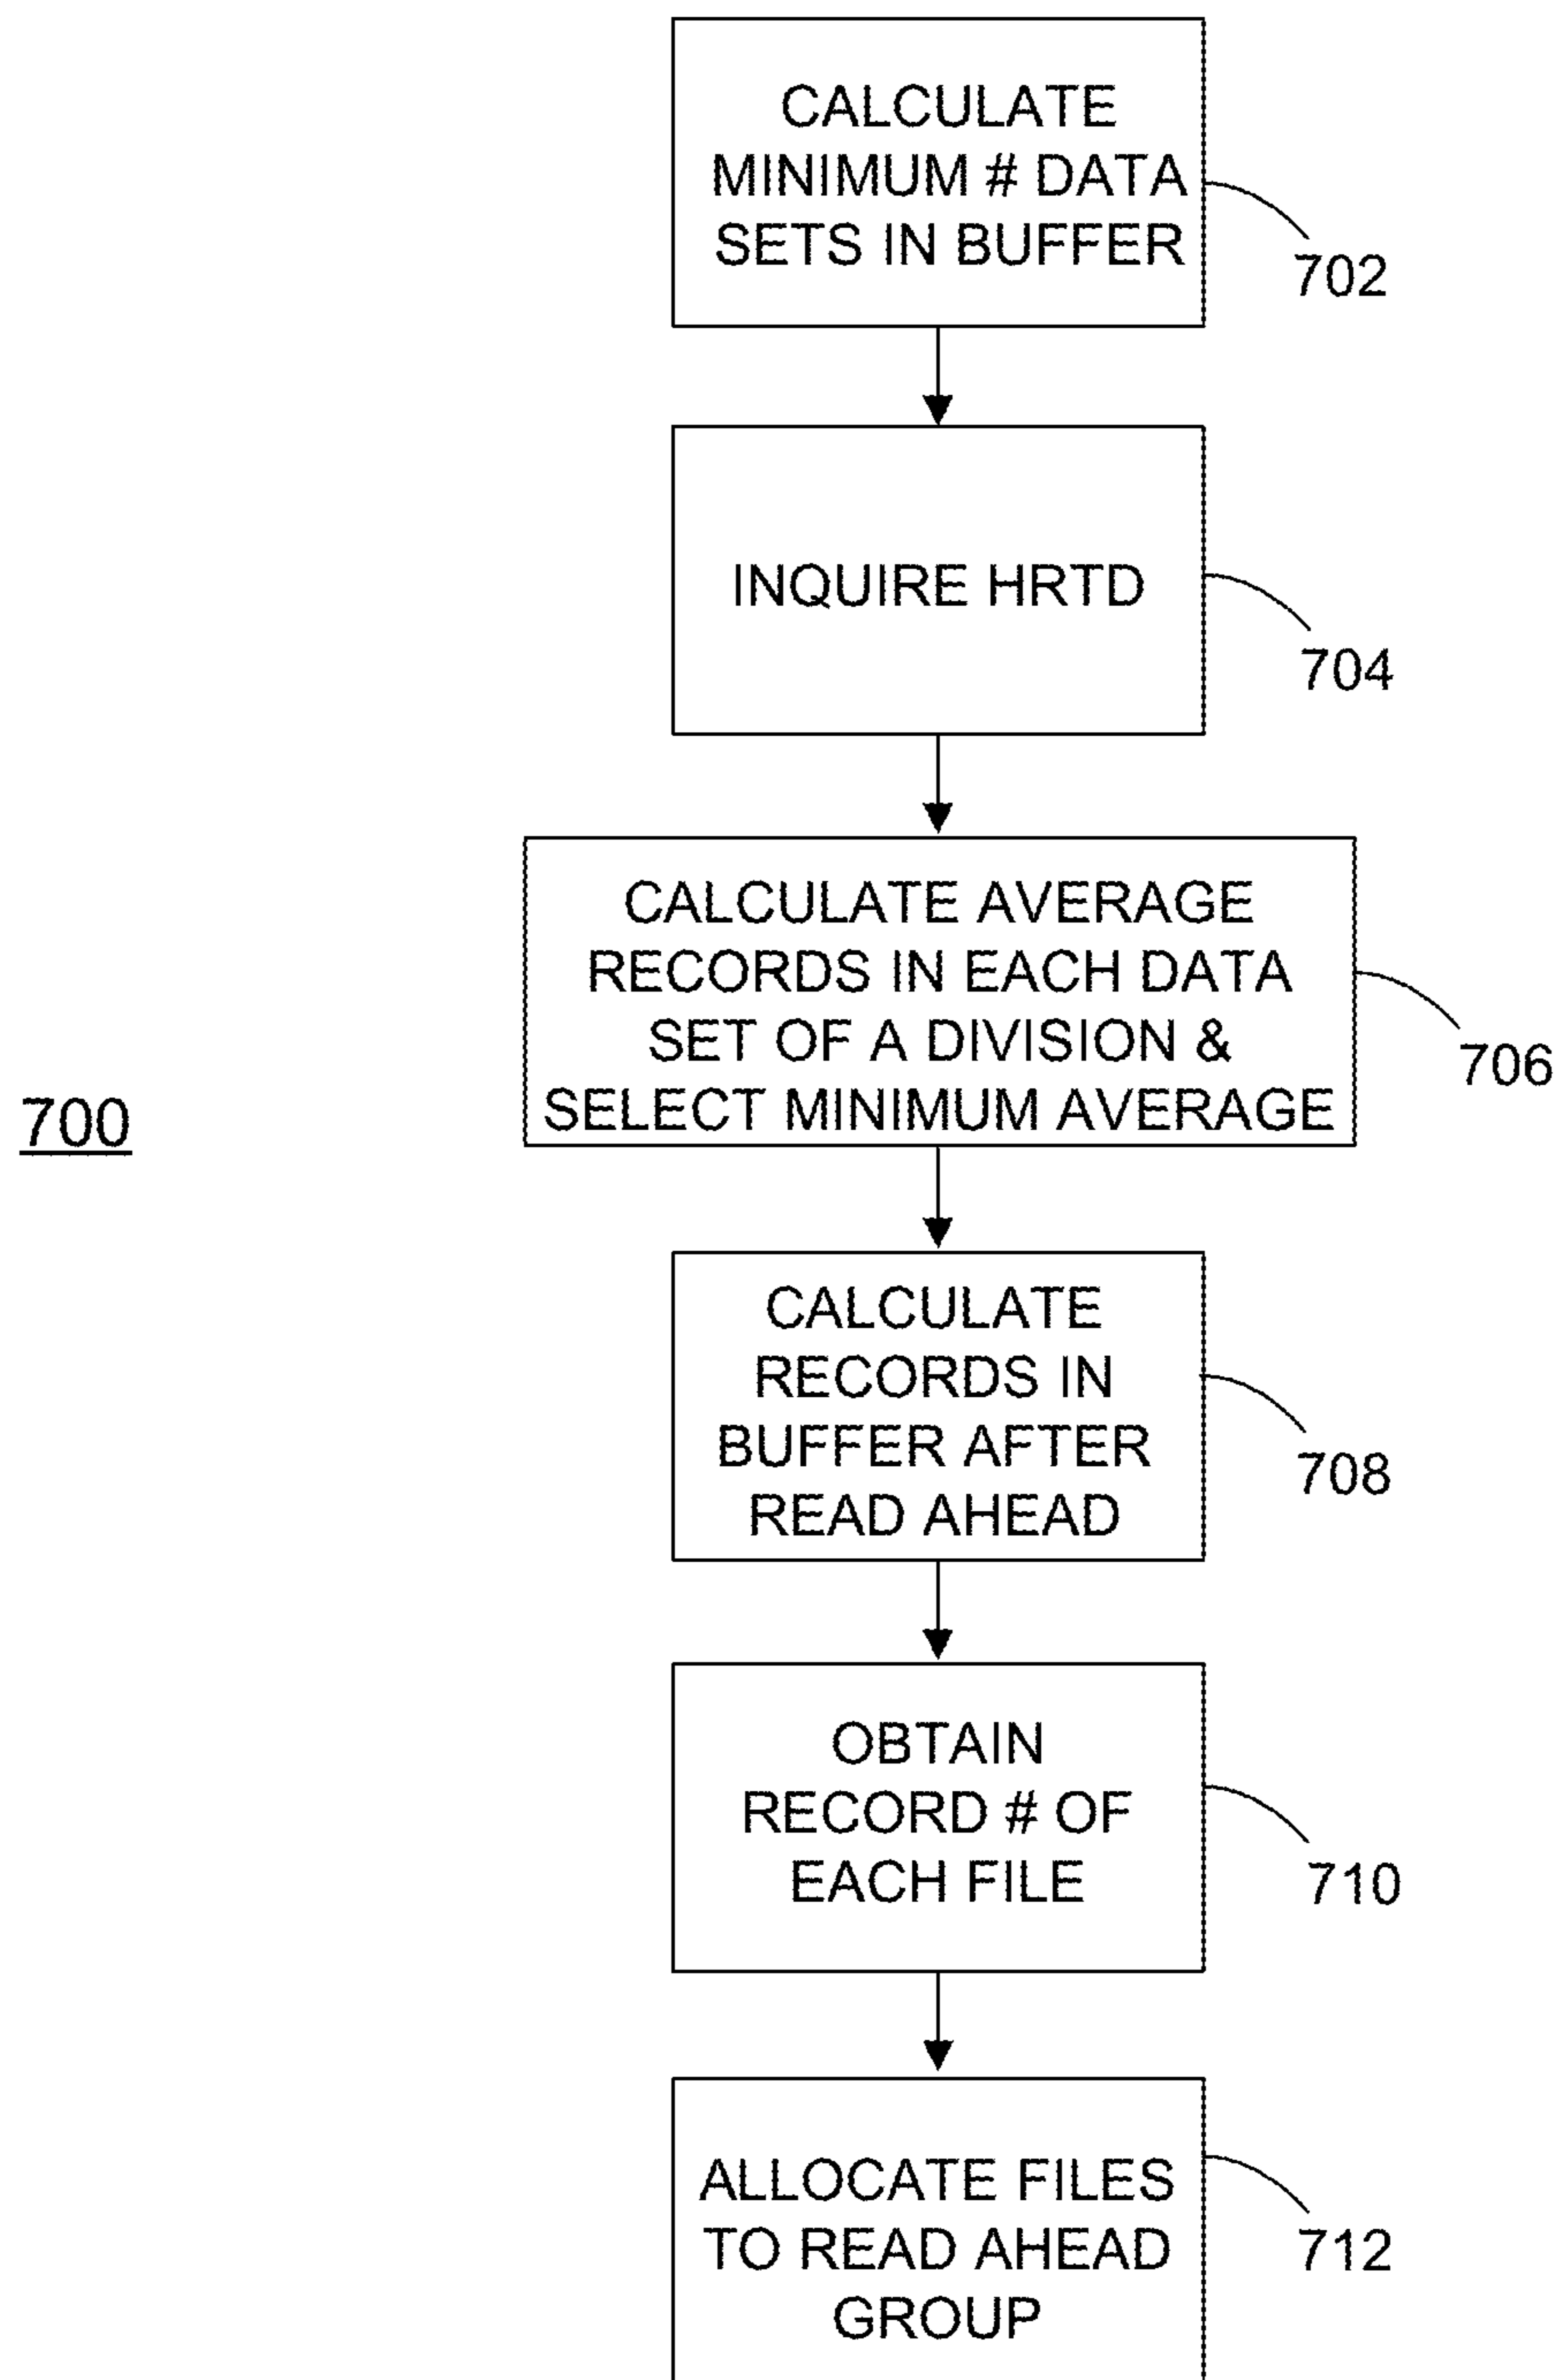 CALCULATE
MINIMUM # DATA
SETS IN BUFFER
702
INQUIRE HRTD
704
CALCULATE AVERAGE
RECORDS IN EACH DATA
SET OF A DIVISION &
SELECT MINIMUM AVERAGE
706
700
CALCULATE
RECORDS IN
BUFFER AFTER
READ AHEAD
708
OBTAIN
RECORD # OF
EACH FILE
710
ALLOCATE FILES
TO READ AHEAD
GROUP
712